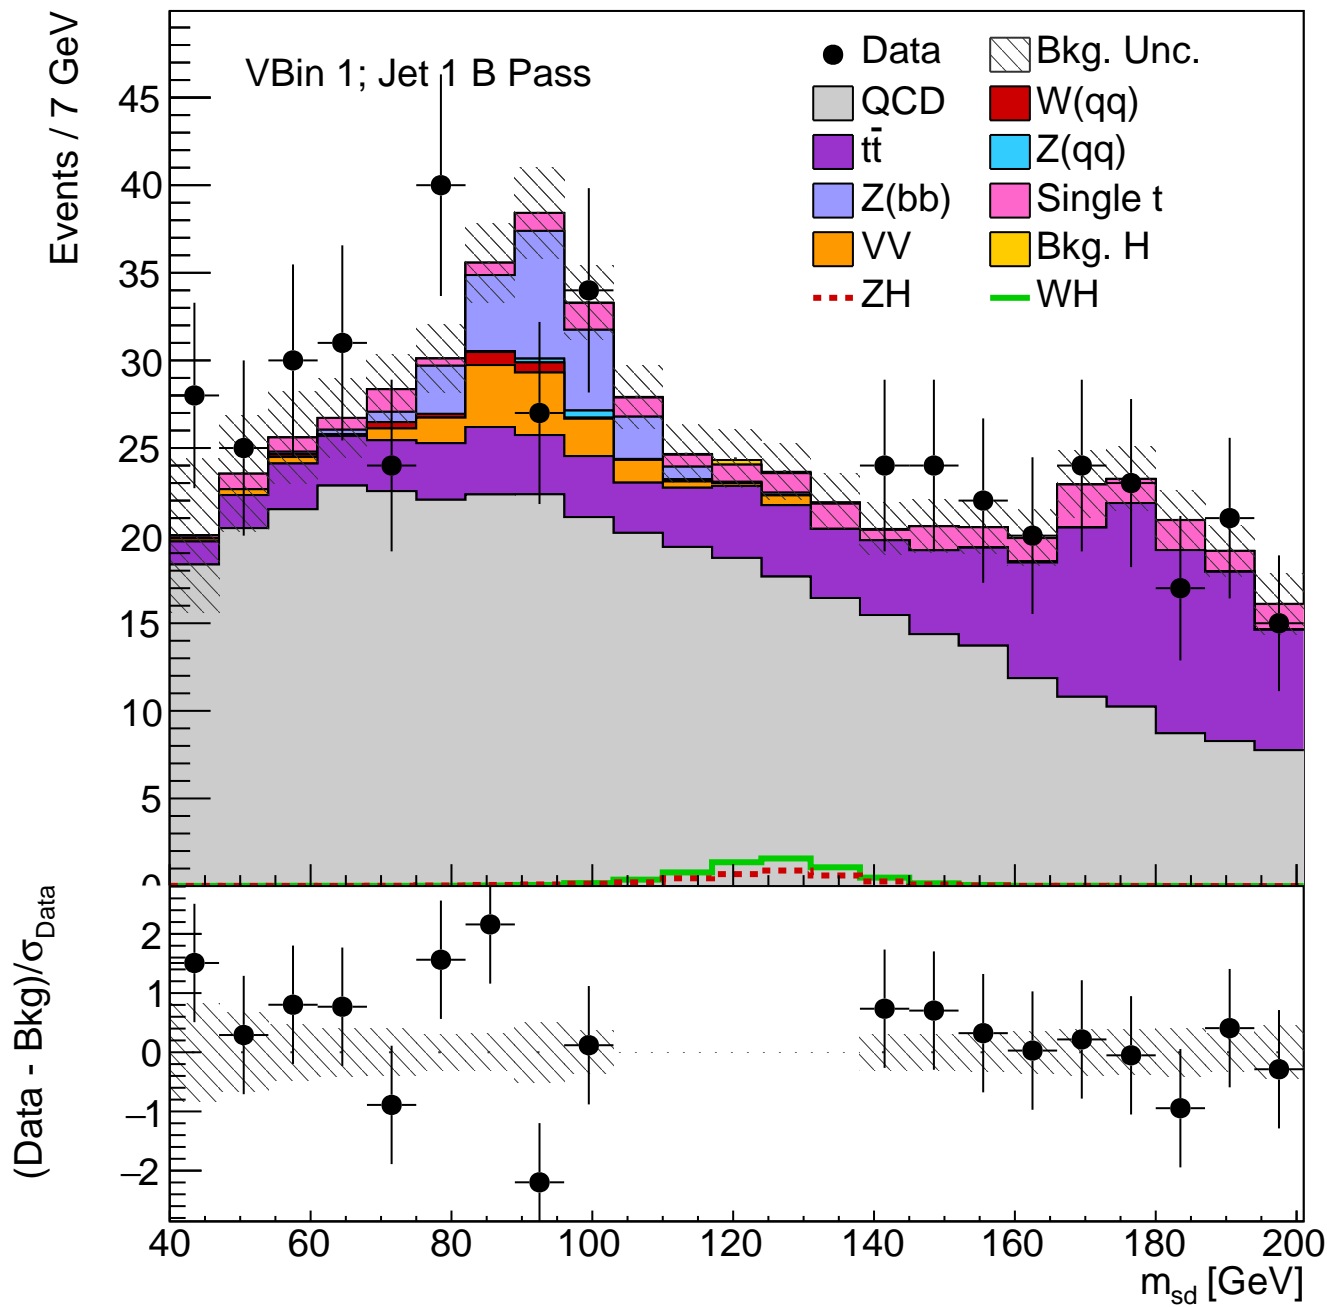 Events / 7 GeV
VBin 1; Jet 1 B Pass
Data
Bkg. Unc.
QCD
W(qq)
tt̄
Z(qq)
Z(bb)
Single t
VV
Bkg. H
ZH
WH
45
40
35
30
25
20
15
10
5
0
(Data - Bkg)/σ_Data
2
1
0
−1
−2
40 60 80 100 120 140 160 180 200
m_sd [GeV]